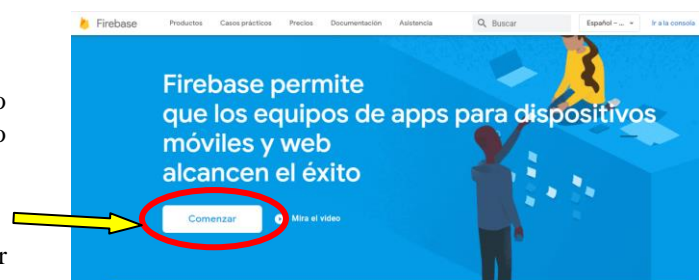 Firebase Productos Casos prácticos Precios Documentación Asistencia Buscar Español – ... Ir a la consola
Firebase permite
que los equipos de apps para dispositivos
móviles y web
alcancen el éxito
Comenzar Mira el video